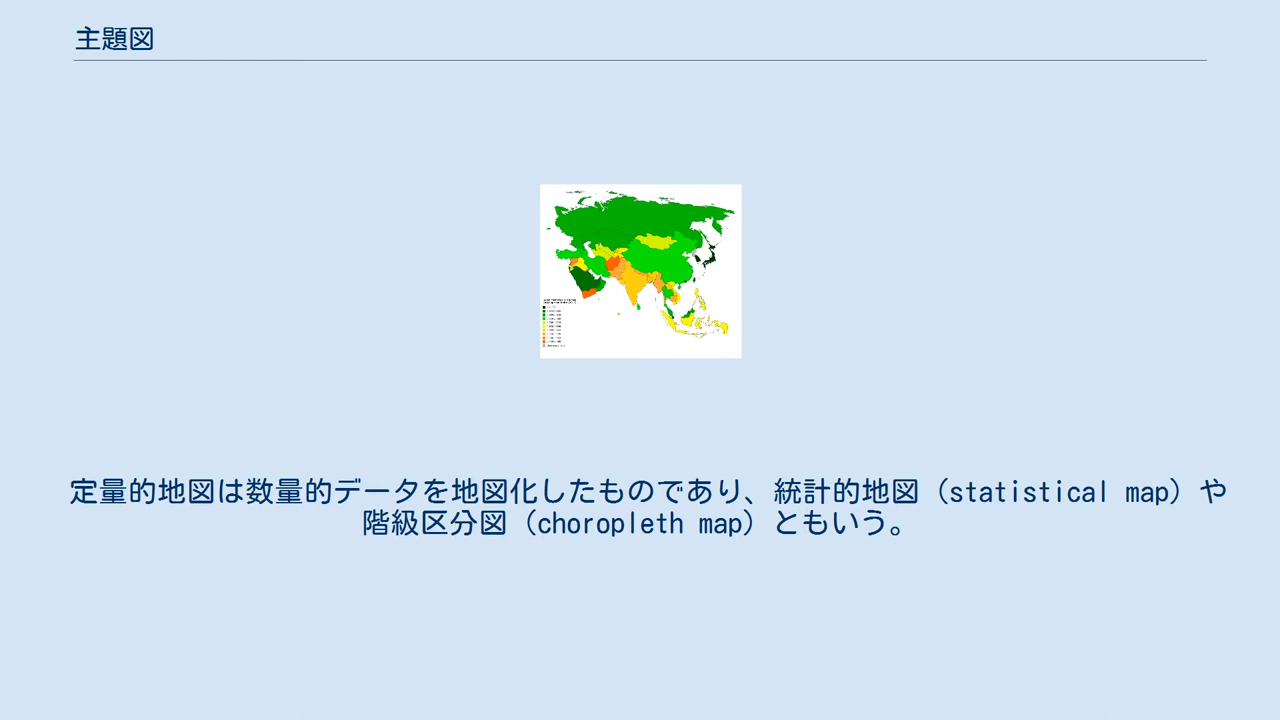 主題図
定量的地図は数量的データを地図化したものであり、統計的地図（statistical map）や
階級区分図（choropleth map）ともいう。